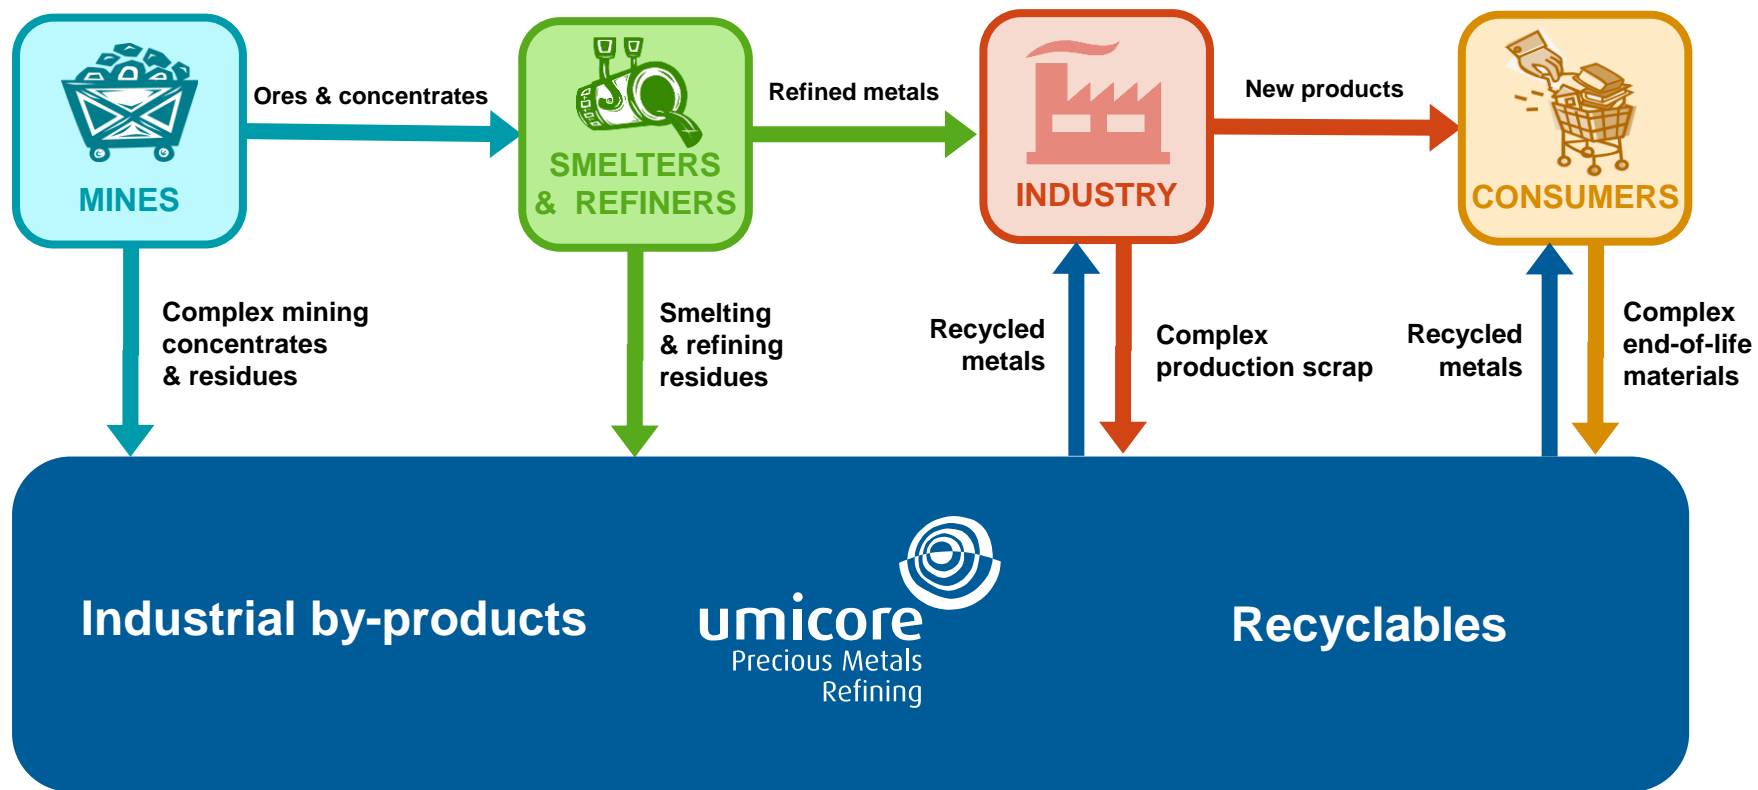 Ores & concentrates
Refined metals
New products
MINES
SMELTERS
& REFINERS
INDUSTRY
CONSUMERS
Complex mining
concentrates
& residues
Smelting
& refining
residues
Recycled
metals
Complex
production scrap
Recycled
metals
Complex
end-of-life
materials
Industrial by-products
umicore
Precious Metals
Refining
Recyclables